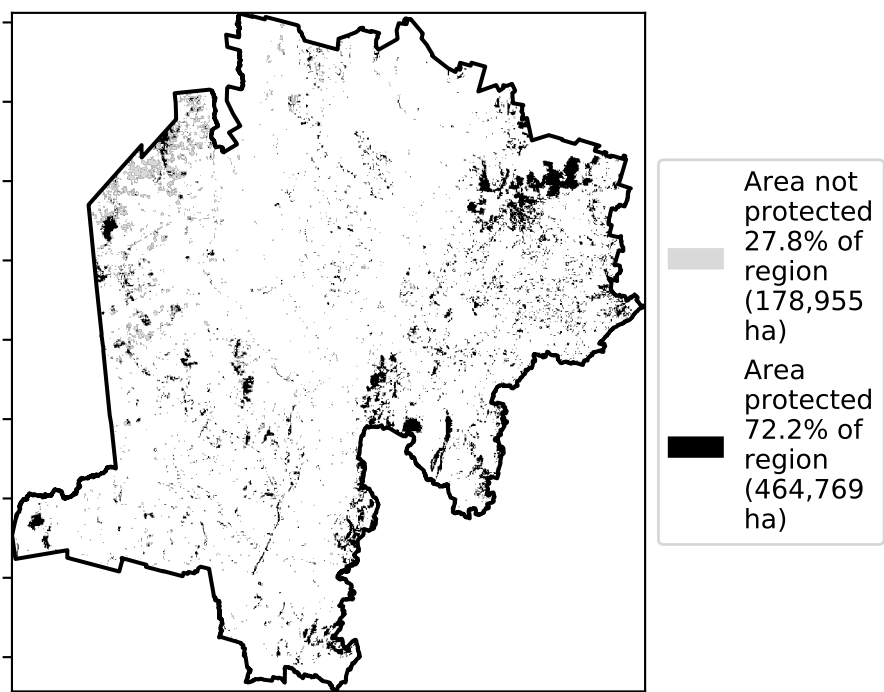 Area not
protected
27.8% of
region
(178,955
ha)
Area
protected
72.2% of
region
(464,769
ha)